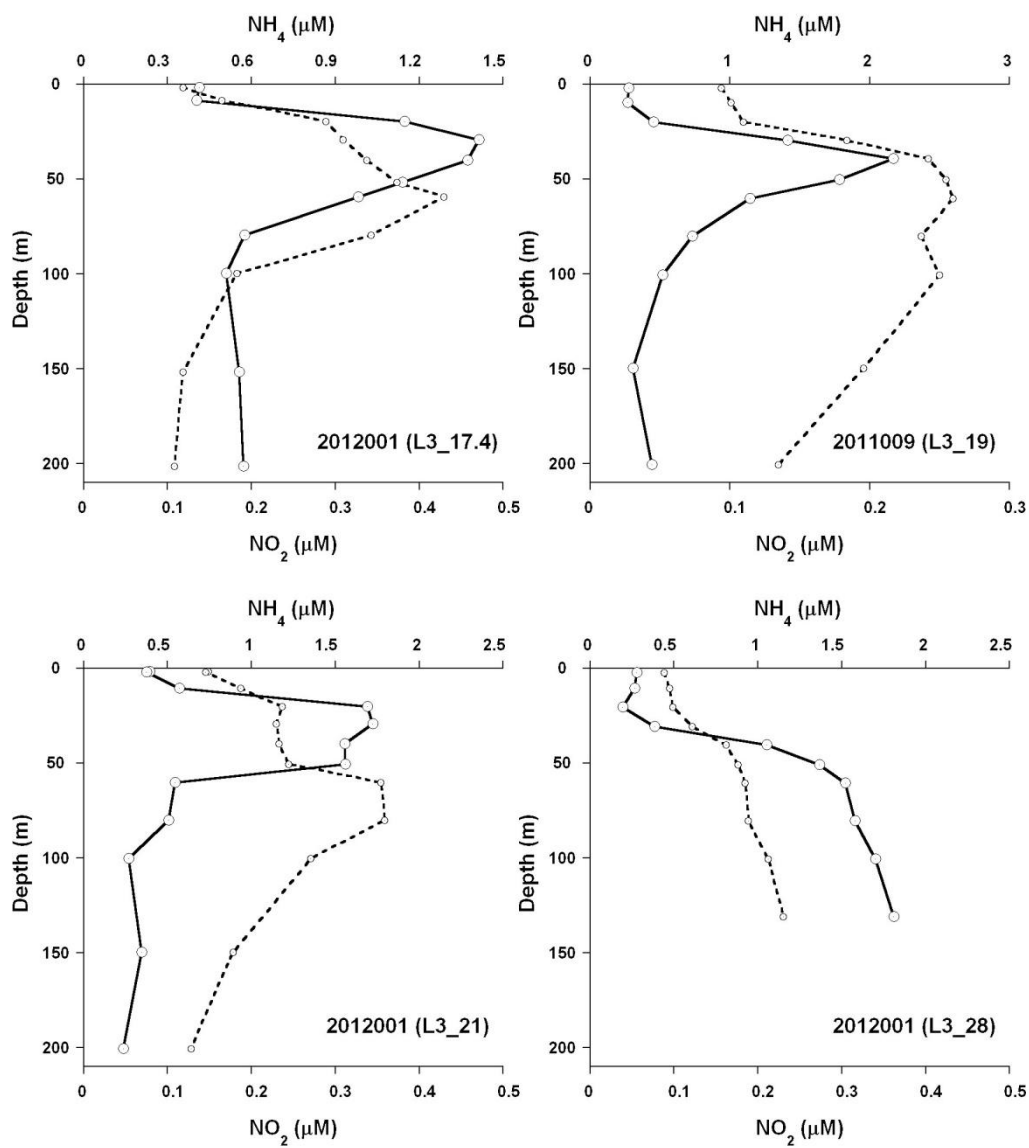 NH4 (μM)
0 0.3 0.6 0.9 1.2 1.5
0
50
100
150
200
Depth (m)
2012001 (L3_17.4)
0 0.1 0.2 0.3 0.4 0.5
NO2 (μM)
NH4 (μM)
0 1 2 3
0
50
100
150
200
Depth (m)
2011009 (L3_19)
0 0.1 0.2 0.3
NO2 (μM)
NH4 (μM)
0 0.5 1 1.5 2 2.5
0
50
100
150
200
Depth (m)
2012001 (L3_21)
0 0.1 0.2 0.3 0.4 0.5
NO2 (μM)
NH4 (μM)
0 0.5 1 1.5 2 2.5
0
50
100
150
200
Depth (m)
2012001 (L3_28)
0 0.1 0.2 0.3 0.4 0.5
NO2 (μM)